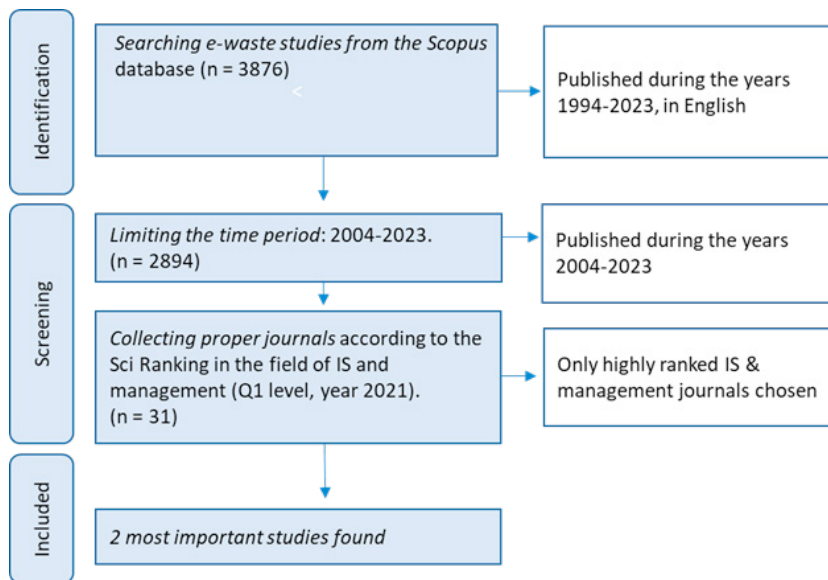 Identification
Searching e-waste studies from the Scopus
database (n = 3876)
<
Published during the years
1994-2023, in English
Screening
Limiting the time period: 2004-2023.
(n = 2894)
Published during the years
2004-2023
Collecting proper journals according to the
Sci Ranking in the field of IS and
management (Q1 level, year 2021).
(n = 31)
Only highly ranked IS &
management journals chosen
Included
2 most important studies found